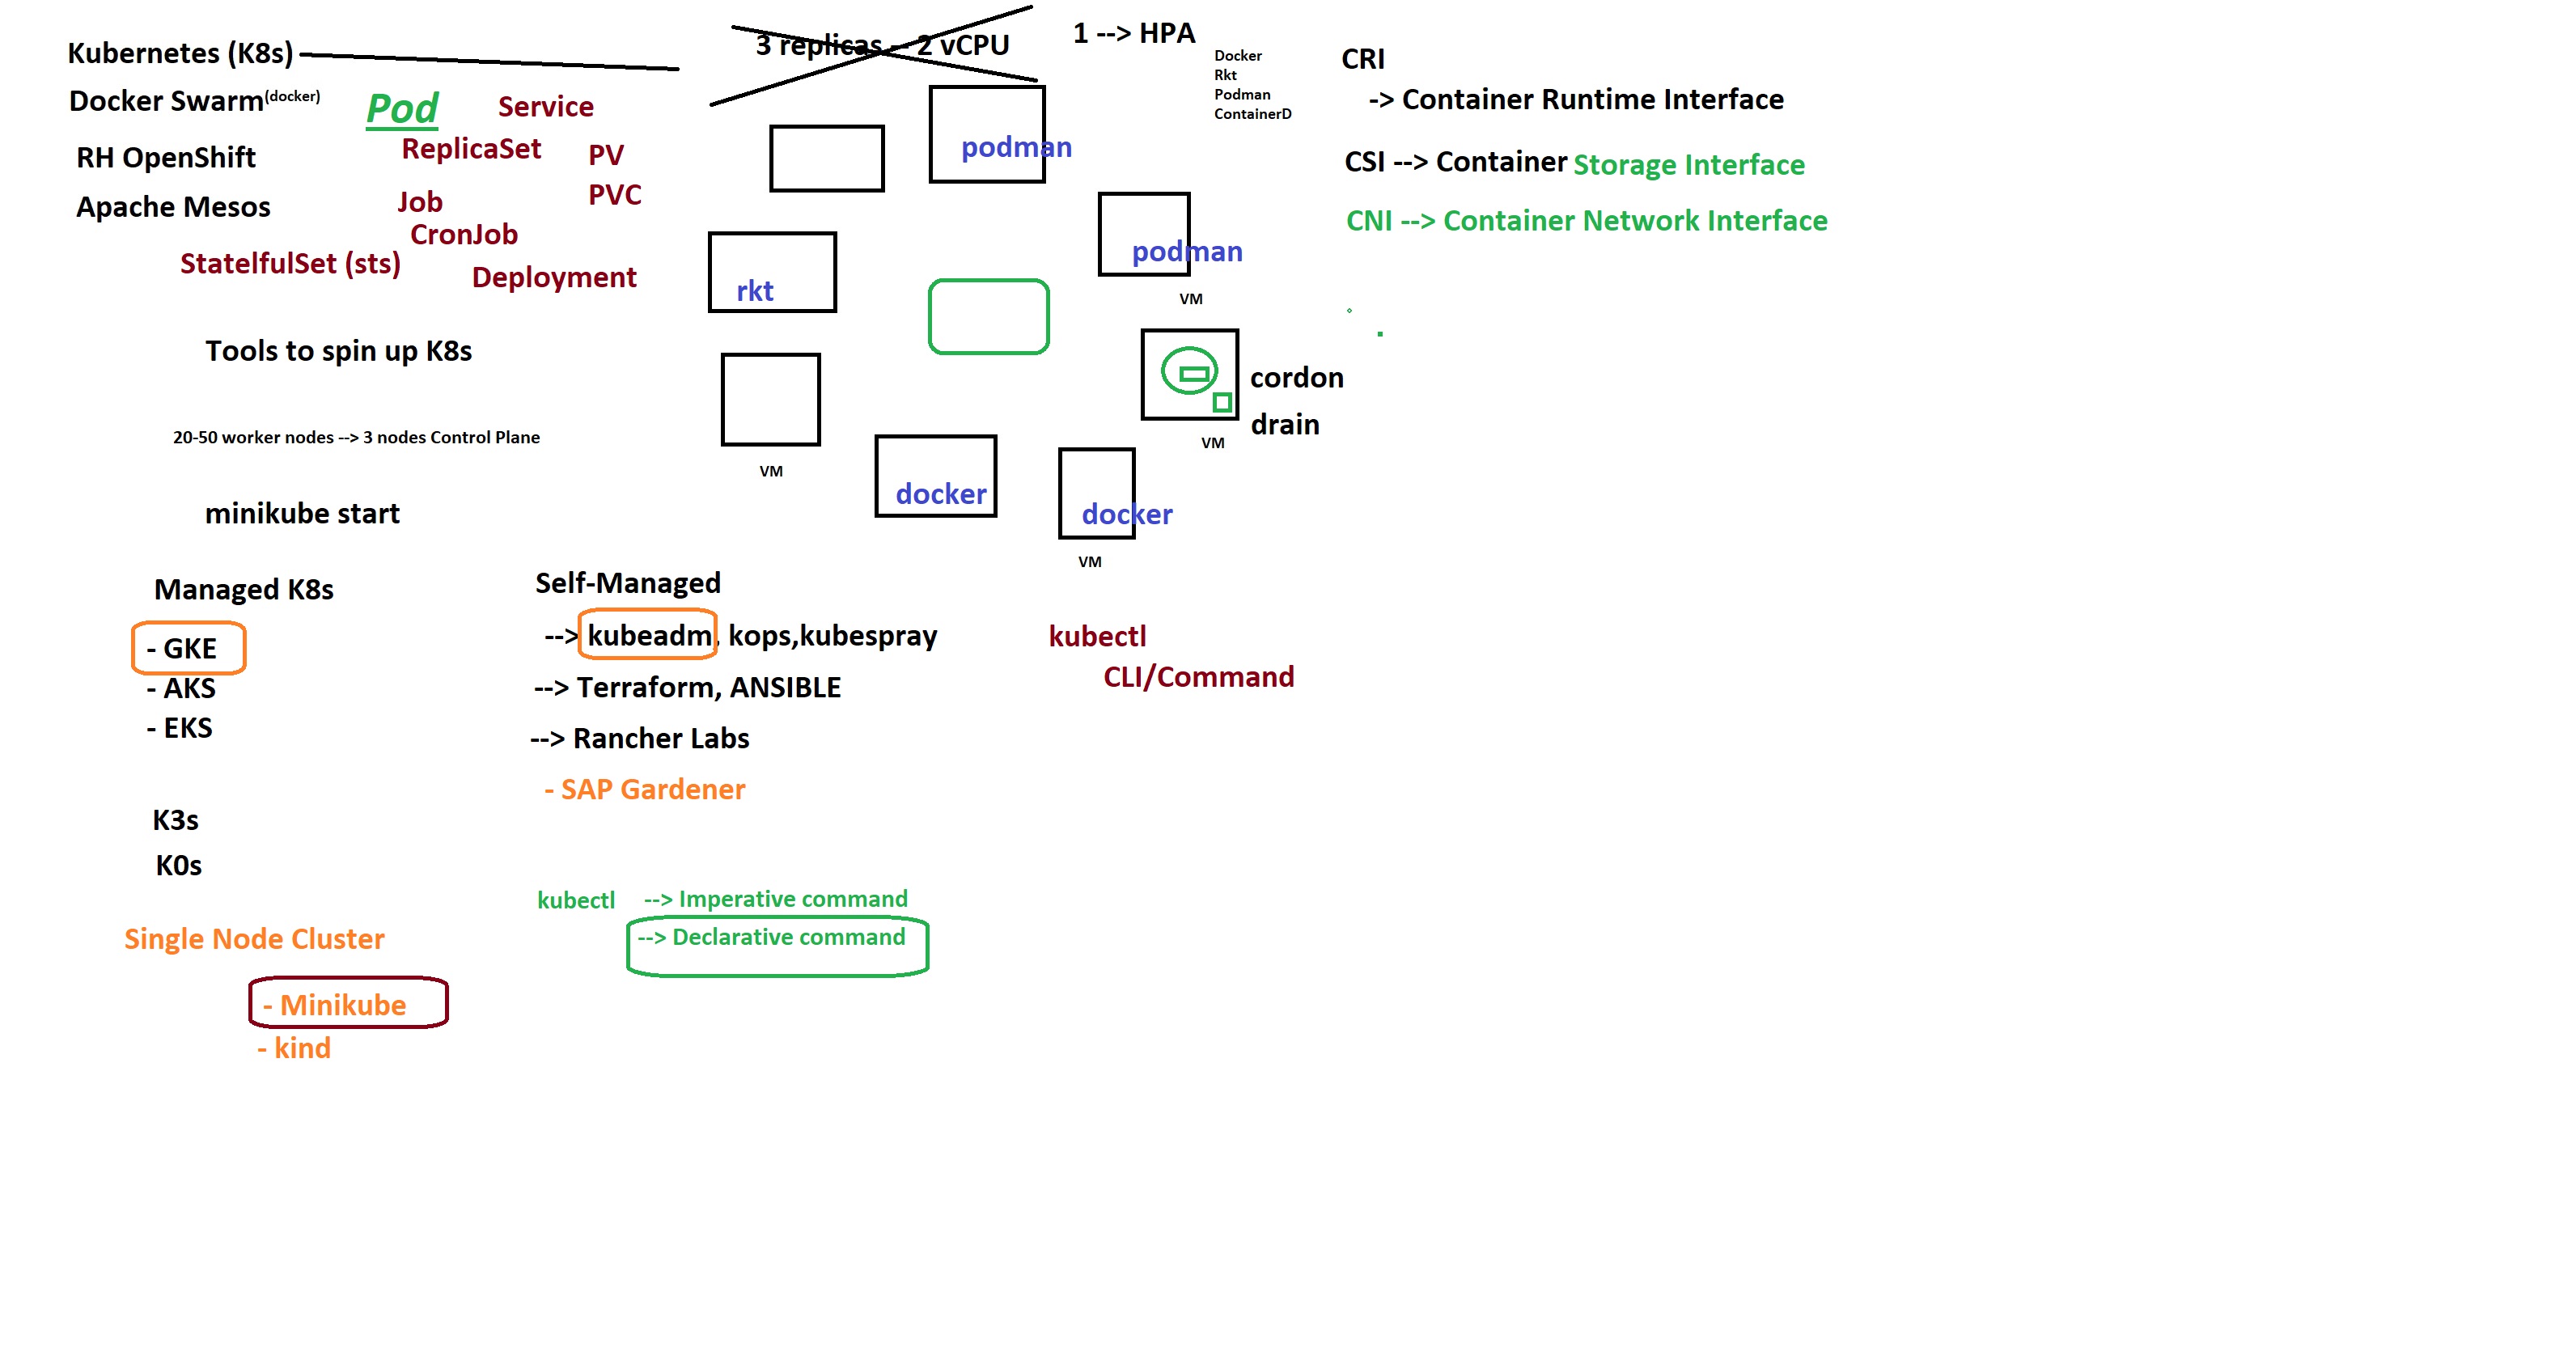 Kubernetes (K8s)
Docker Swarm(docker)
RH OpenShift
Apache Mesos
Pod
Service
ReplicaSet
PV
PVC
Job
CronJob
StatelfulSet (sts)
Deployment
Tools to spin up K8s
20-50 worker nodes --> 3 nodes Control Plane
minikube start
3 replicas -- 2 vCPU
1 --> HPA
Docker
Rkt
Podman
ContainerD
podman
podman
VM
rkt
cordon
drain
VM
VM
docker
docker
VM
CRI
-> Container Runtime Interface
CSI --> Container Storage Interface
CNI --> Container Network Interface
Managed K8s
- GKE
- AKS
- EKS
K3s
K0s
Single Node Cluster
- Minikube
- kind
Self-Managed
--> kubeadm, kops,kubespray
--> Terraform, ANSIBLE
--> Rancher Labs
- SAP Gardener
kubectl
CLI/Command
kubectl --> Imperative command
--> Declarative command